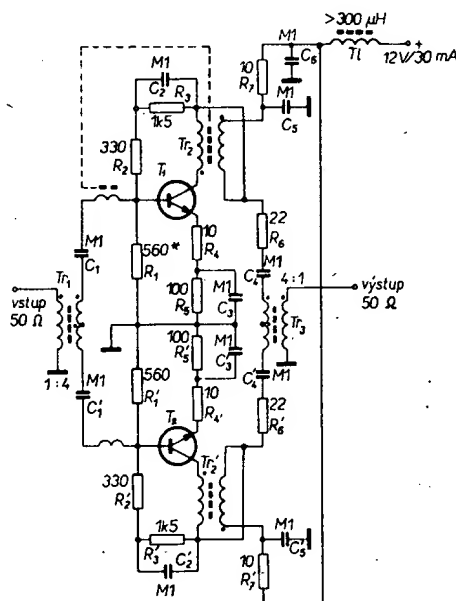 >300 µH
M1
10
R7
C6
Tl
12V/30 mA
+
M1
C2
R3
1k5
M1
C5
330
R2
Tr2
T1
22
R6
10
R4
M1
C1
560*
R1
M1
C4
4:1
Tr1
vstup
50 Ω
100
R5
M1
C3
výstup
50 Ω
Tr3
100
R5'
M1
C3'
1:4
M1
C1'
560
R1'
C4'
M1
10
R4'
22
R6'
T2
Tr2'
330
R2'
1k5
R3'
C2'
M1
M1
C5'
10
R7'